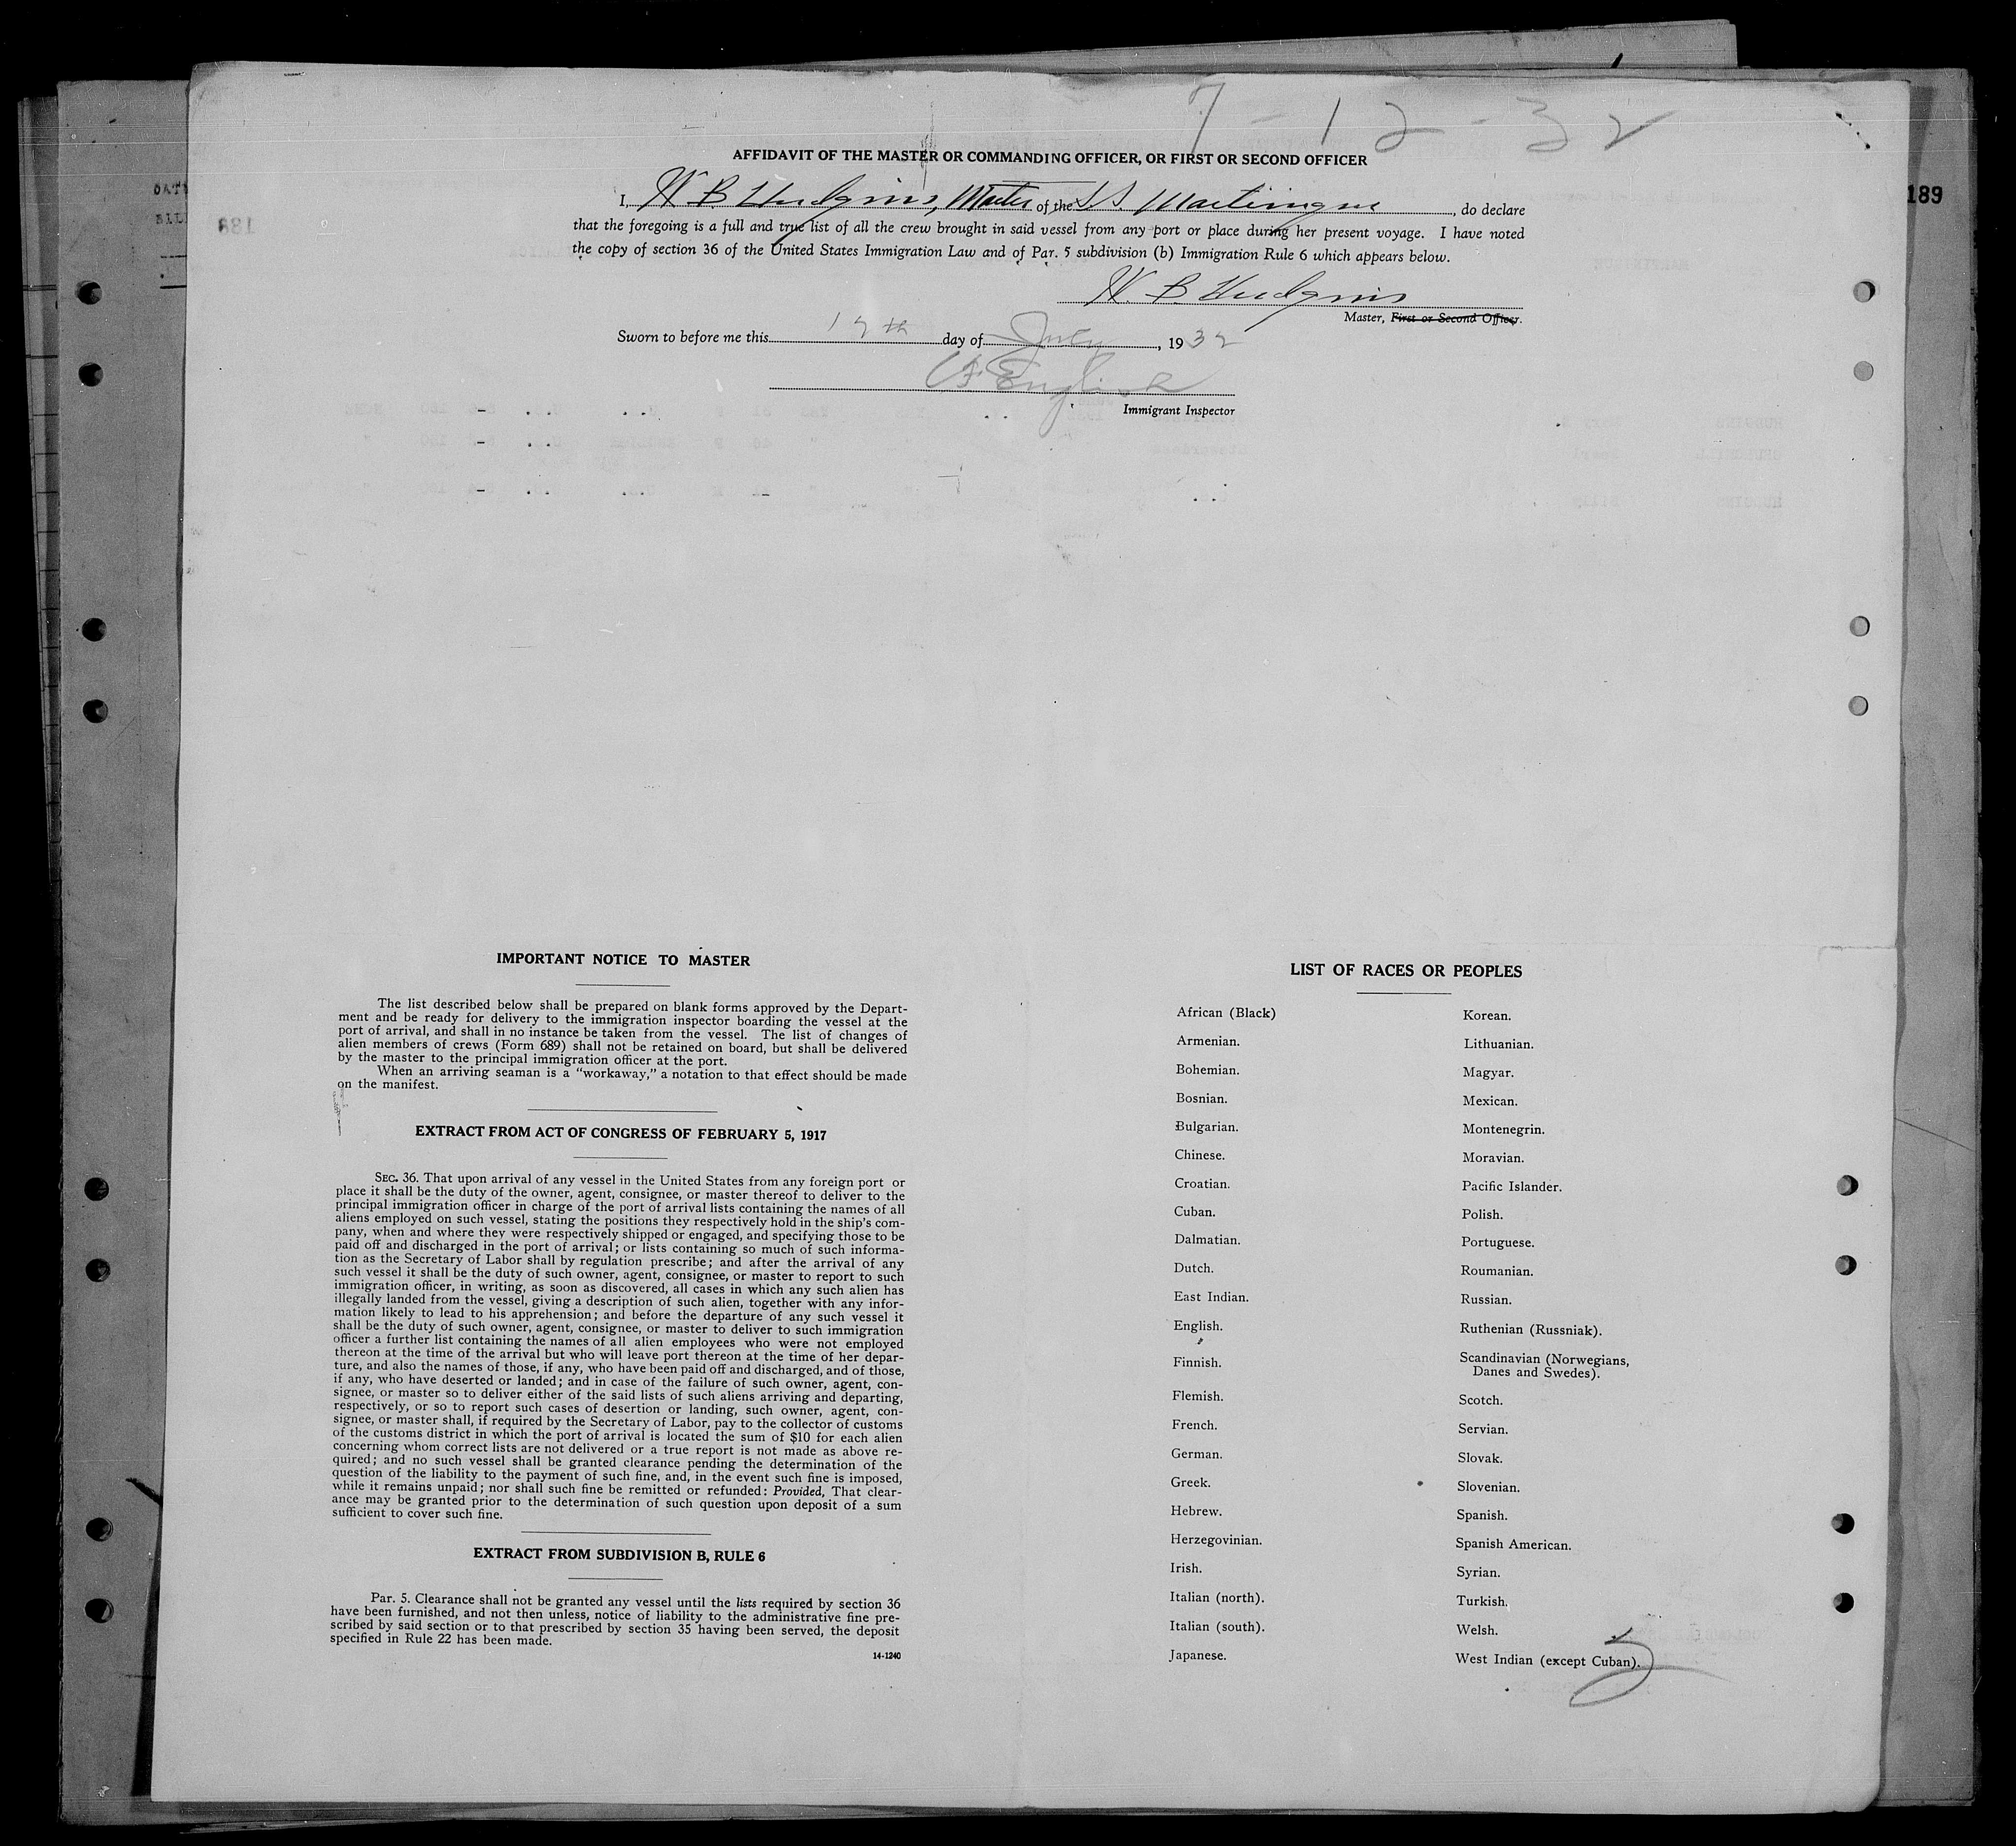 7-12-32
AFFIDAVIT OF THE MASTER OR COMMANDING OFFICER, OR FIRST OR SECOND OFFICER
189
I, W B Hudgins, Master of the SS. Martinique, do declare
that the foregoing is a full and true list of all the crew brought in said vessel from any port or place during her present voyage. I have noted
the copy of section 36 of the United States Immigration Law and of Par. 5 subdivision (b) Immigration Rule 6 which appears below.
W. B. Hudgins
Master, First or Second Officer.
Sworn to before me this 12th day of July, 1932
English
Immigrant Inspector
IMPORTANT NOTICE TO MASTER
The list described below shall be prepared on blank forms approved by the Depart-
ment and be ready for delivery to the immigration inspector boarding the vessel at the
port of arrival, and shall in no instance be taken from the vessel. The list of changes of
alien members of crews (Form 689) shall not be retained on board, but shall be delivered
by the master to the principal immigration officer at the port.
When an arriving seaman is a "workaway," a notation to that effect should be made
on the manifest.
EXTRACT FROM ACT OF CONGRESS OF FEBRUARY 5, 1917
SEC. 36. That upon arrival of any vessel in the United States from any foreign port or
place it shall be the duty of the owner, agent, consignee, or master thereof to deliver to the
principal immigration officer in charge of the port of arrival lists containing the names of all
aliens employed on such vessel, stating the positions they respectively hold in the ship's com-
pany, when and where they were respectively shipped or engaged, and specifying those to be
paid off and discharged in the port of arrival; or lists containing so much of such informa-
tion as the Secretary of Labor shall by regulation prescribe; and after the arrival of any
such vessel it shall be the duty of such owner, agent, consignee, or master to report to such
immigration officer, in writing, as soon as discovered, all cases in which any such alien has
illegally landed from the vessel, giving a description of such alien, together with any infor-
mation likely to lead to his apprehension; and before the departure of any such vessel it
shall be the duty of such owner, agent, consignee, or master to deliver to such immigration
officer a further list containing the names of all alien employees who were not employed
thereon at the time of the arrival but who will leave port thereon at the time of her depar-
ture, and also the names of those, if any, who have been paid off and discharged, and of those,
if any, who have deserted or landed; and in case of the failure of such owner, agent, con-
signee, or master so to deliver either of the said lists of such aliens arriving and departing,
respectively, or so to report such cases of desertion or landing, such owner, agent, con-
signee, or master shall, if required by the Secretary of Labor, pay to the collector of customs
of the customs district in which the port of arrival is located the sum of $10 for each alien
concerning whom correct lists are not delivered or a true report is not made as above re-
quired; and no such vessel shall be granted clearance pending the determination of the
question of the liability to the payment of such fine, and, in the event such fine is imposed,
while it remains unpaid; nor shall such fine be remitted or refunded: Provided, That clear-
ance may be granted prior to the determination of such question upon deposit of a sum
sufficient to cover such fine.
EXTRACT FROM SUBDIVISION B, RULE 6
Par. 5. Clearance shall not be granted any vessel until the lists required by section 36
have been furnished, and not then unless, notice of liability to the administrative fine pre-
scribed by said section or to that prescribed by section 35 having been served, the deposit
specified in Rule 22 has been made.
14-1240
LIST OF RACES OR PEOPLES
African (Black)
Armenian.
Bohemian.
Bosnian.
Bulgarian.
Chinese.
Croatian.
Cuban.
Dalmatian.
Dutch.
East Indian.
English.
Finnish.
Flemish.
French.
German.
Greek.
Hebrew.
Herzegovinian.
Irish.
Italian (north).
Italian (south).
Japanese.
Korean.
Lithuanian.
Magyar.
Mexican.
Montenegrin.
Moravian.
Pacific Islander.
Polish.
Portuguese.
Roumanian.
Russian.
Ruthenian (Russniak).
Scandinavian (Norwegians,
Danes and Swedes).
Scotch.
Servian.
Slovak.
Slovenian.
Spanish.
Spanish American.
Syrian.
Turkish.
Welsh.
West Indian (except Cuban).